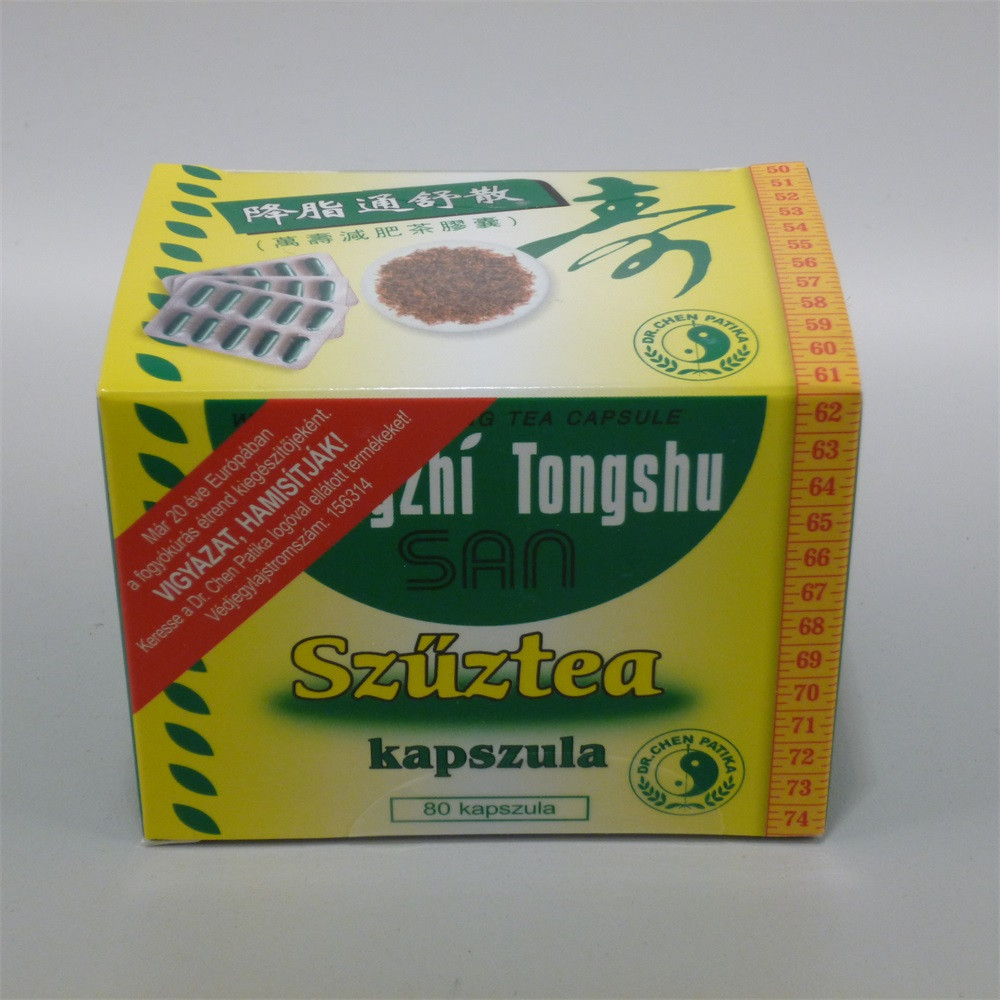 降脂通舒散
(萬壽減肥茶膠囊)
壽
DR. CHEN PATIKA
50
51
52
53
54
55
56
57
58
59
60
61
62
63
64
65
66
67
68
69
70
71
72
73
74
Már 20 éve Európában
a fogyókúrás étrend kiegészítőjeként.
VIGYÁZAT, HAMISÍTJÁK!
Keresse a Dr. Chen Patika logóval ellátott termékeket!
Védjegylajstromszám: 156314
G TEA CAPSULE
gzhí Tongshu
SAN
Szűztea
kapszula
80 kapszula
DR. CHEN PATIKA